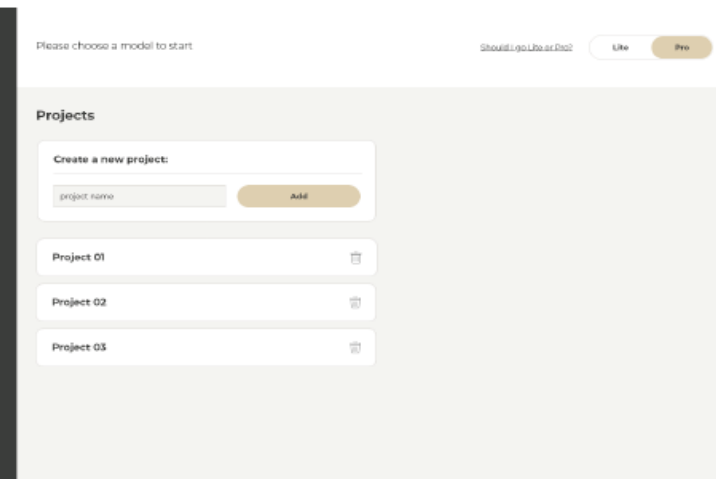 Please choose a model to start
Should I go Lite or Pro?
Lite
Pro
Projects
Create a new project:
project name
Add
Project 01
Project 02
Project 03